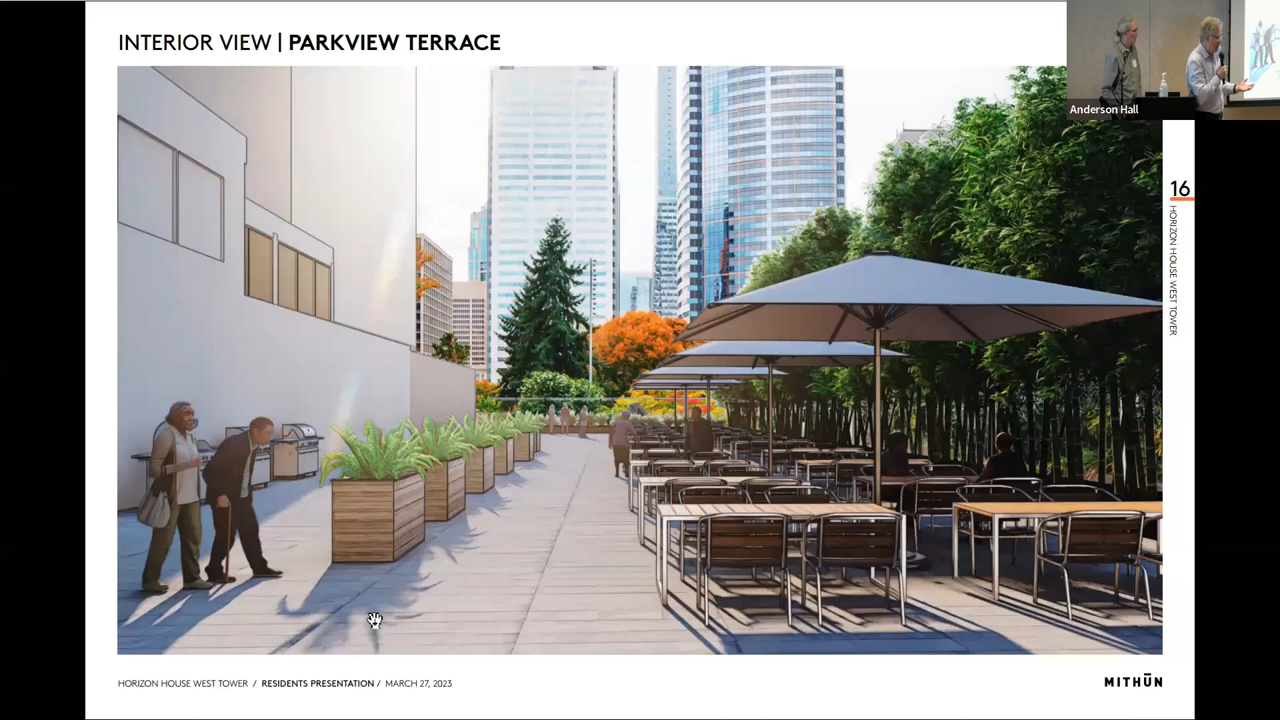 INTERIOR VIEW | PARKVIEW TERRACE
Anderson Hall
16
HORIZON HOUSE WEST TOWER
HORIZON HOUSE WEST TOWER / RESIDENTS PRESENTATION / MARCH 27, 2023
MITHŪN